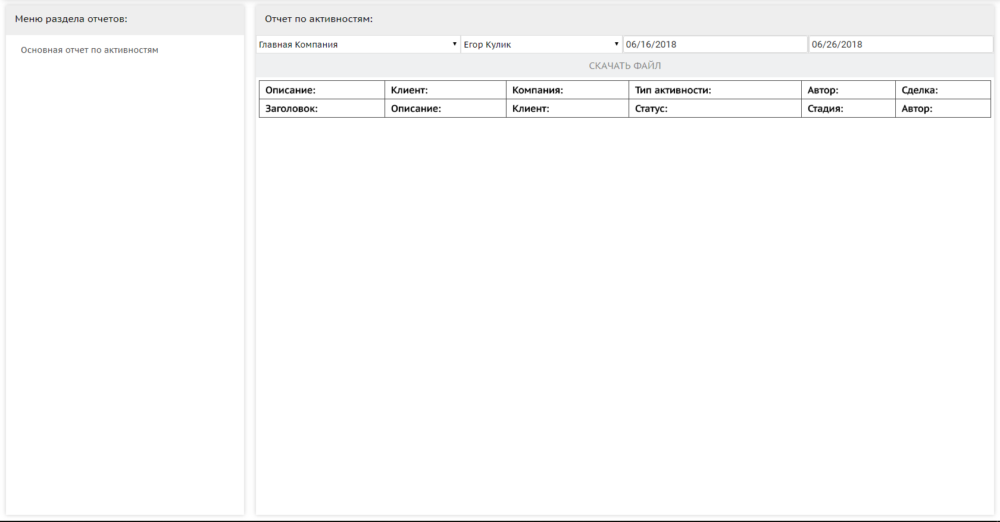 Меню раздела отчетов:
Основная отчет по активностям
Отчет по активностям:
Главная Компания Егор Кулик 06/16/2018 06/26/2018
СКАЧАТЬ ФАЙЛ
Описание: Клиент: Компания: Тип активности: Автор: Сделка:
Заголовок: Описание: Клиент: Статус: Стадия: Автор: